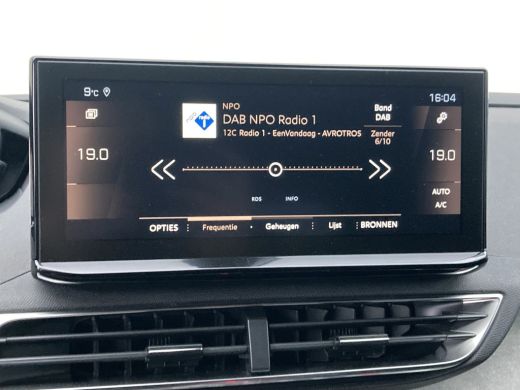 9°C
16:04
NPO
DAB NPO Radio 1
12C Radio 1 - EenVandaag - AVROTROS
Band
DAB
Zender
6/10
19.0
19.0
RDS
INFO
AUTO
A/C
OPTIES
Frequentie
Geheugen
Lijst
BRONNEN